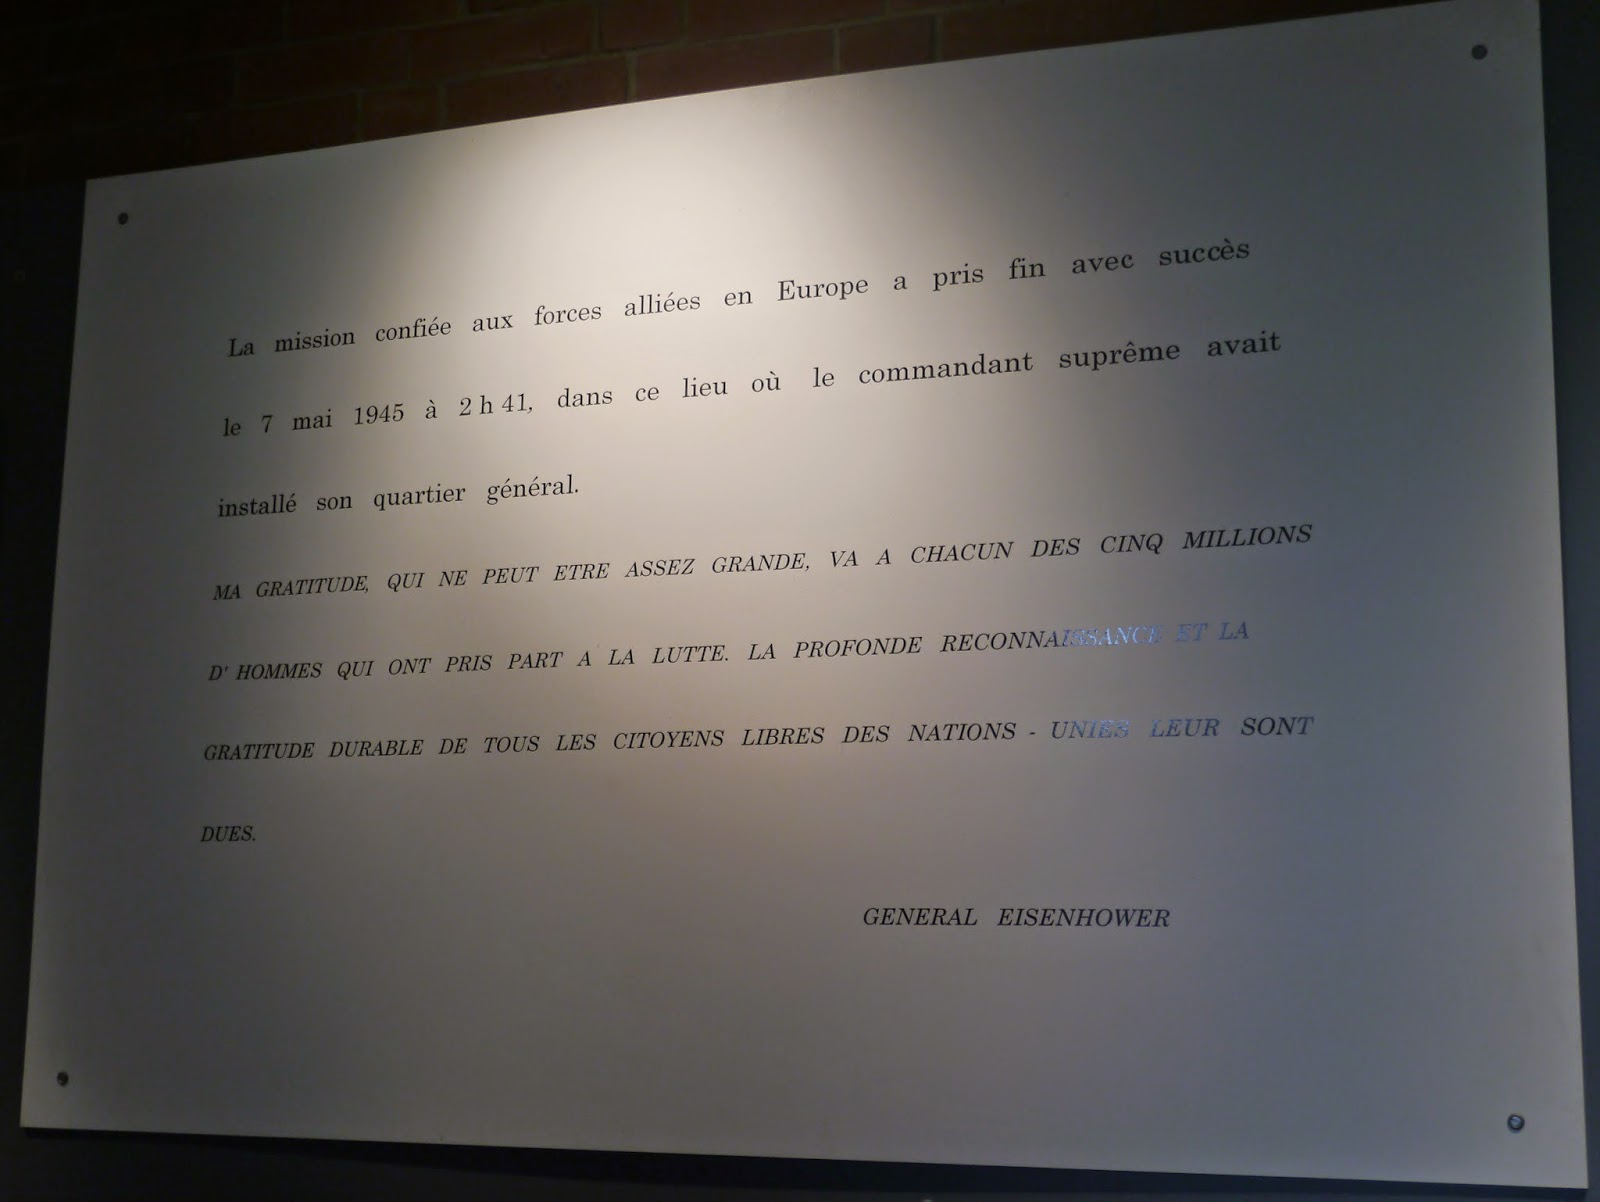 La mission confiée aux forces alliées en Europe a pris fin avec succès
le 7 mai 1945 à 2 h 41, dans ce lieu où le commandant suprême avait
installé son quartier général.
MA GRATITUDE, QUI NE PEUT ETRE ASSEZ GRANDE, VA A CHACUN DES CINQ MILLIONS
D' HOMMES QUI ONT PRIS PART A LA LUTTE. LA PROFONDE RECONNAISSANCE ET LA
GRATITUDE DURABLE DE TOUS LES CITOYENS LIBRES DES NATIONS - UNIES LEUR SONT
DUES.
GENERAL EISENHOWER